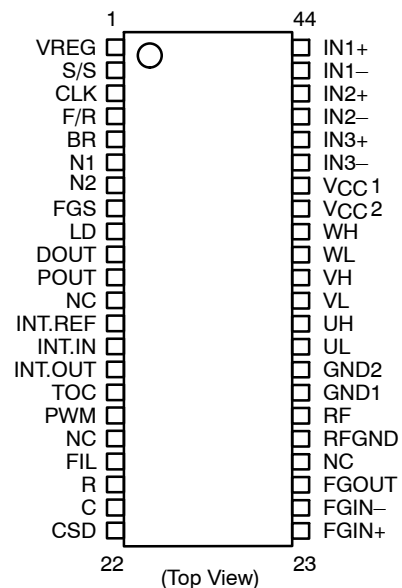 1 44
VREG IN1+
S/S IN1–
CLK IN2+
F/R IN2–
BR IN3+
N1 IN3–
N2 VCC1
FGS VCC2
LD WH
DOUT WL
POUT VH
NC VL
INT.REF UH
INT.IN UL
INT.OUT GND2
TOC GND1
PWM RF
NC RFGND
FIL NC
R FGOUT
C FGIN–
CSD FGIN+
22 23
(Top View)